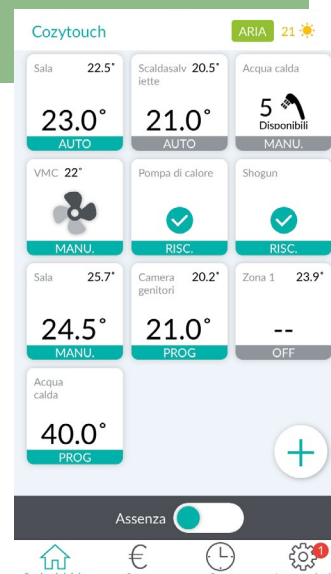 Cozytouch
ARIA 21
Sala 22.5°
23.0°
AUTO
Scaldasalv 20.5°
iette
21.0°
AUTO
Acqua calda
5
Disponibili
MANU.
VMC 22°
MANU.
Pompa di calore
RISC.
Shogun
RISC.
Sala 25.7°
24.5°
MANU.
Camera 20.2°
genitori
21.0°
PROG
Zona 1 23.9°
--
OFF
Acqua
calda
40.0°
PROG
+
Assenza
€
1